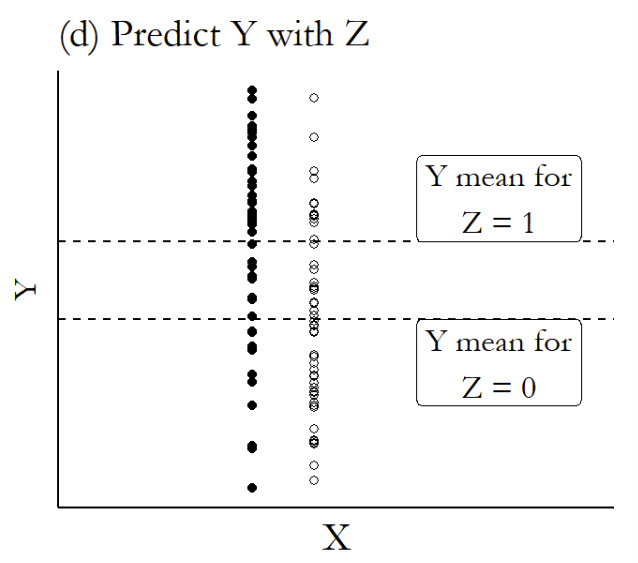 (d) Predict Y with Z
Y mean for
Z = 1
Y
Y mean for
Z = 0
X